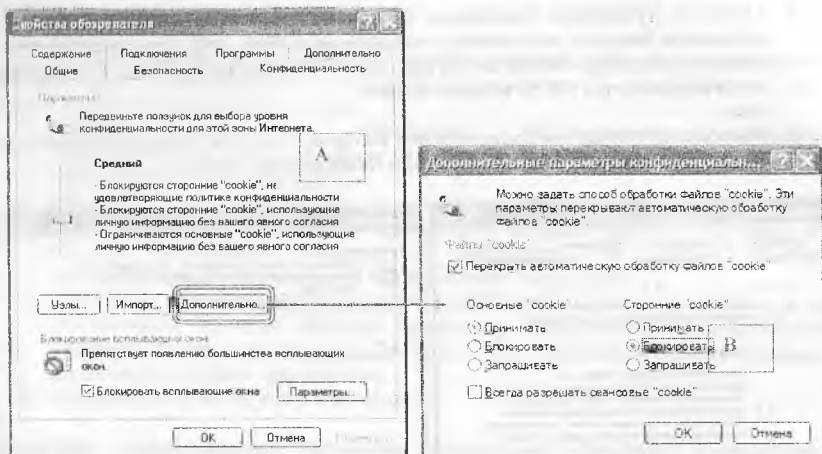 Свойства обозревателя
Содержание Подключения Программы Дополнительно
Общие Безопасность Конфиденциальность
Параметры
Передвиньте ползунок для выбора уровня
конфиденциальности для этой зоны Интернета.
A
Средний
- Блокируются сторонние "cookie", не
удовлетворяющие политике конфиденциальности
- Блокируются сторонние "cookie", использующие
личную информацию без вашего явного согласия
- Ограничиваются основные "cookie", использующие
личную информацию без вашего явного согласия
Узлы... Импорт... Дополнительно...
Блокирование всплывающих окон
Препятствует появлению большинства всплывающих
окон.
Блокировать всплывающие окна Параметры...
OK Отмена
Дополнительные параметры конфиденциальн...
Можно задать способ обработки файлов "cookie". Эти
параметры перекрывают автоматическую обработку
файлов "cookie".
Файлы "cookie"
Перекрыть автоматическую обработку файлов "cookie"
Основные "cookie" Сторонние "cookie"
Принимать Принимать
Блокировать Блокировать B
Запрашивать Запрашивать
Всегда разрешать сеансовые "cookie"
OK Отмена